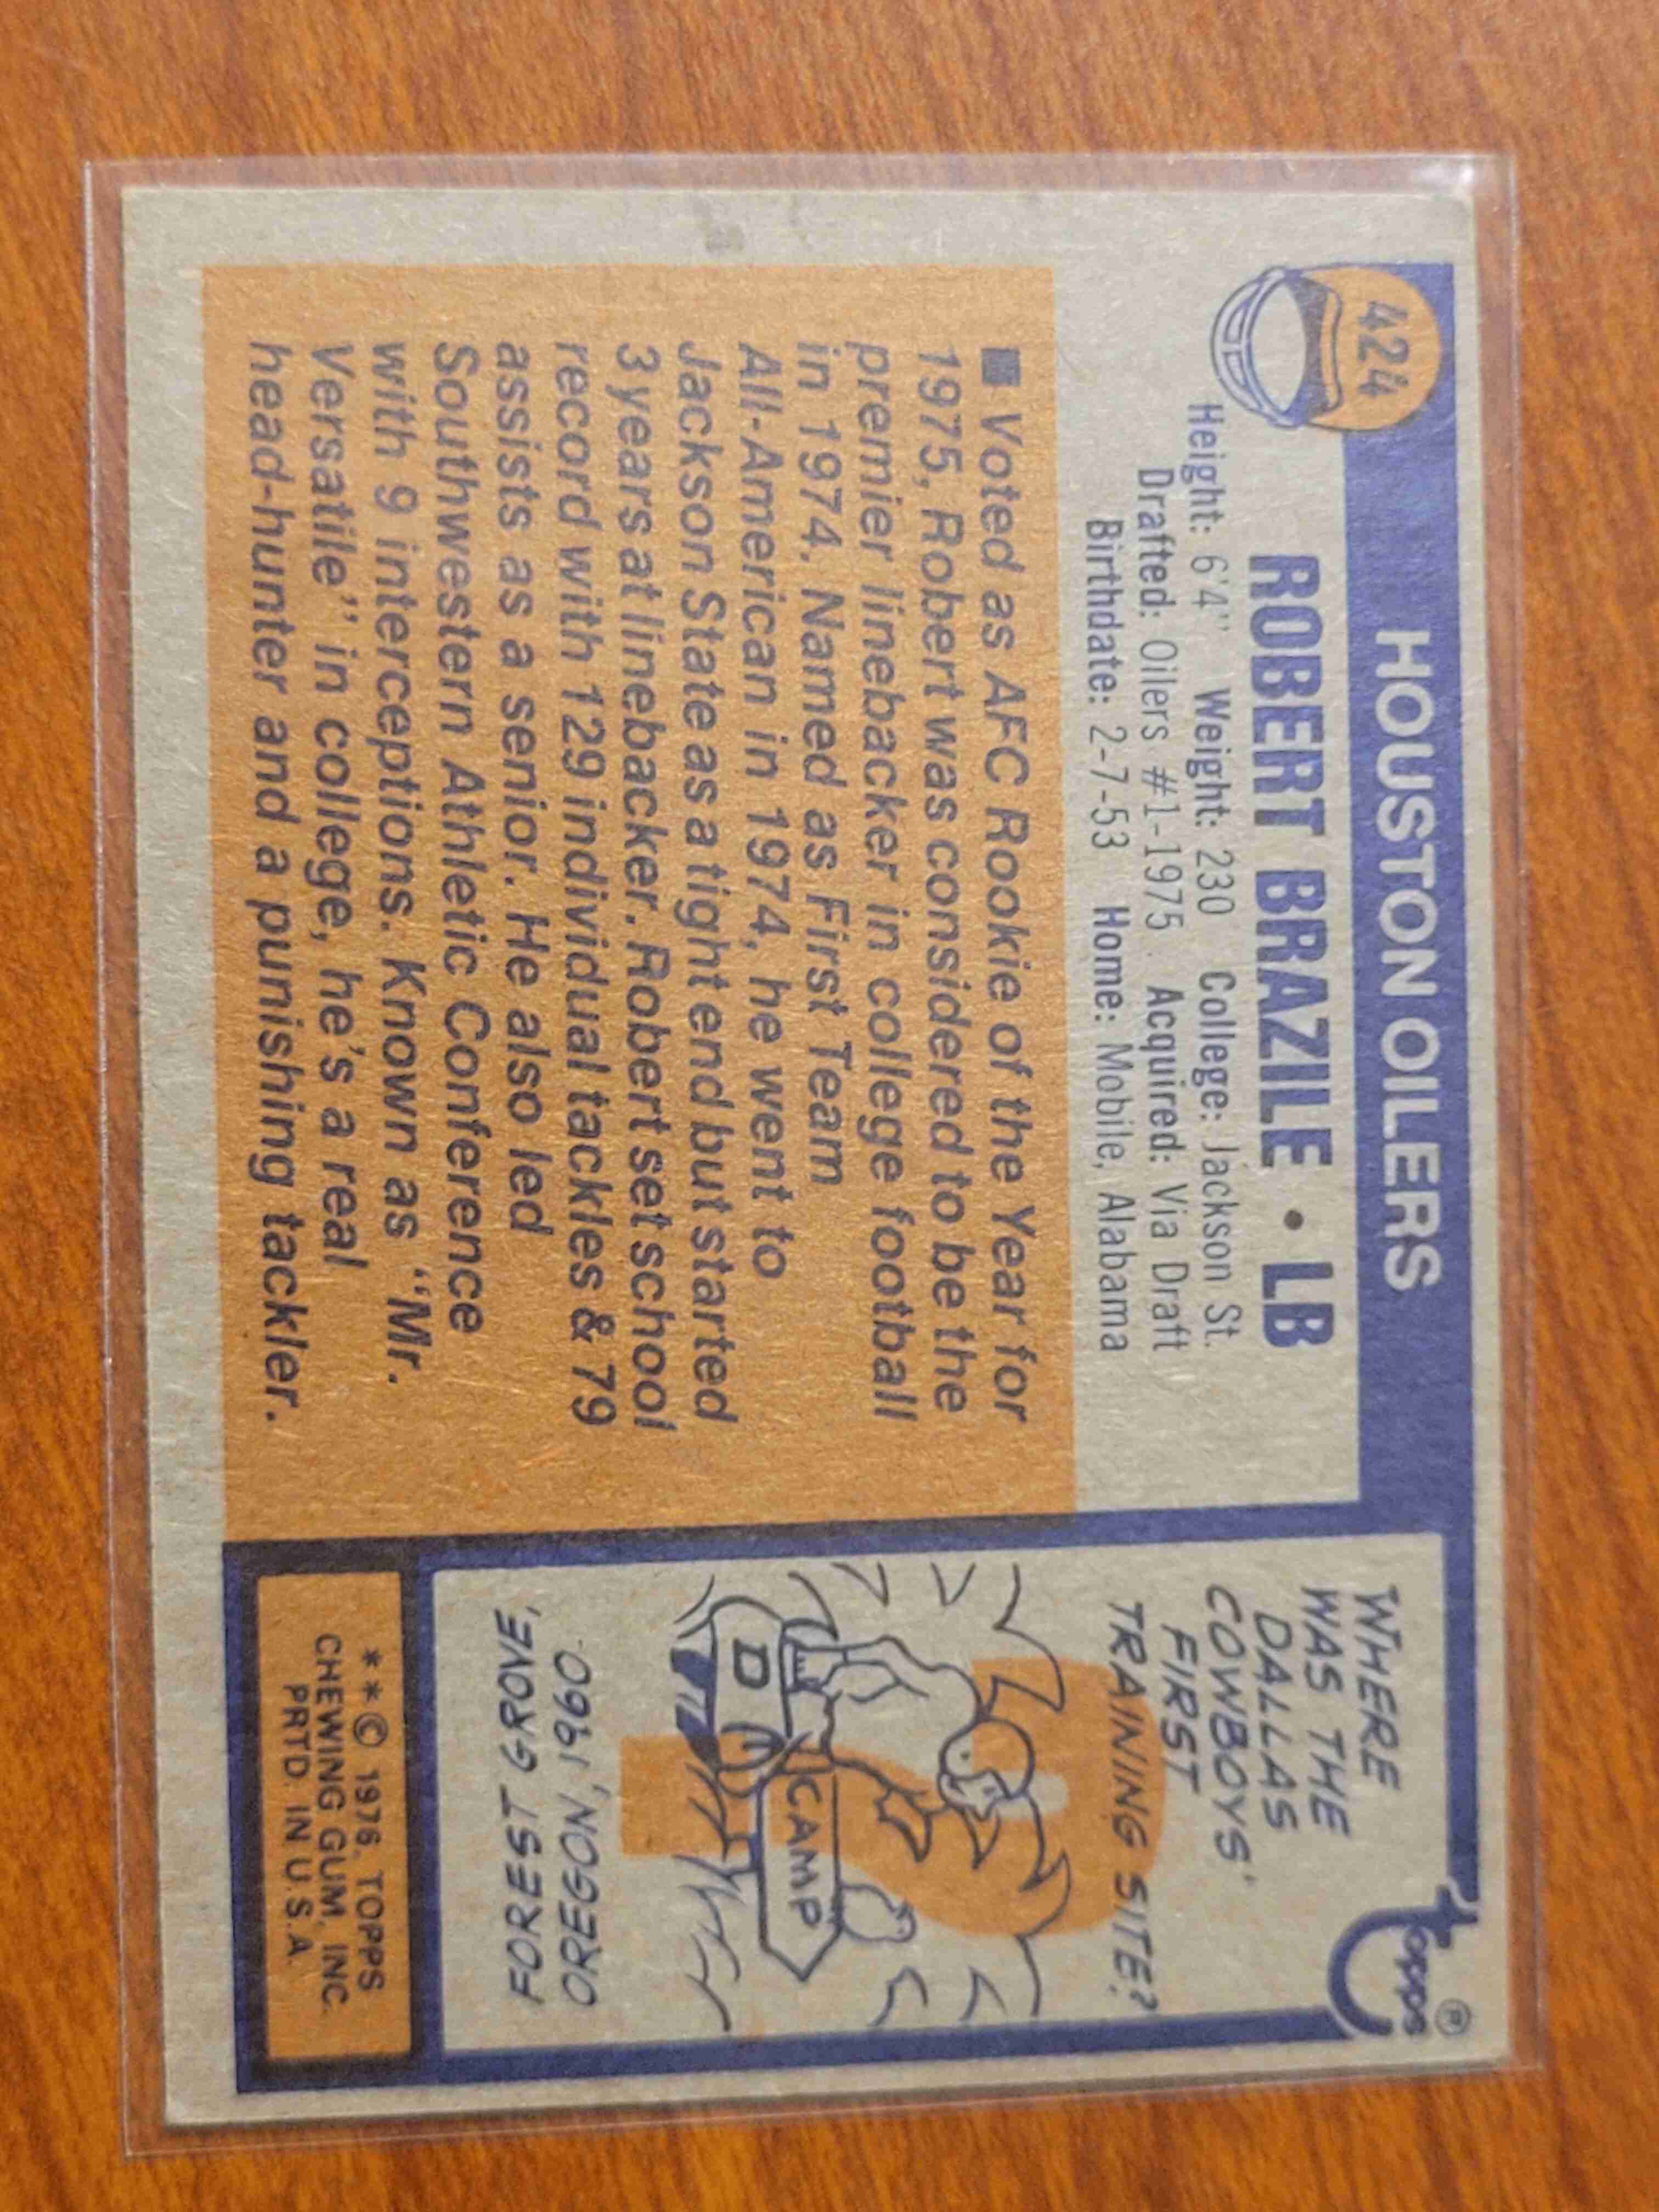 424
HOUSTON OILERS
ROBERT BRAZILE • LB
Height: 6'4" Weight: 230 College: Jackson St.
Drafted: Oilers #1-1975 Acquired: Via Draft
Birthdate: 2-7-53 Home: Mobile, Alabama
■ Voted as AFC Rookie of the Year for
1975, Robert was considered to be the
premier linebacker in college football
in 1974. Named as First Team
All-American in 1974, he went to
Jackson State as a tight end but started
3 years at linebacker. Robert set school
record with 129 individual tackles & 79
assists as a senior. He also led
Southwestern Athletic Conference
with 9 interceptions. Known as "Mr.
Versatile" in college, he's a real
head-hunter and a punishing tackler.
TOPPS ®
WHERE
WAS THE
DALLAS
COWBOYS'
FIRST
TRAINING SITE?
CAMP
D
FOREST GROVE,
OREGON, 1960.
**© 1976, TOPPS
CHEWING GUM, INC.
PRTD. IN U.S.A.